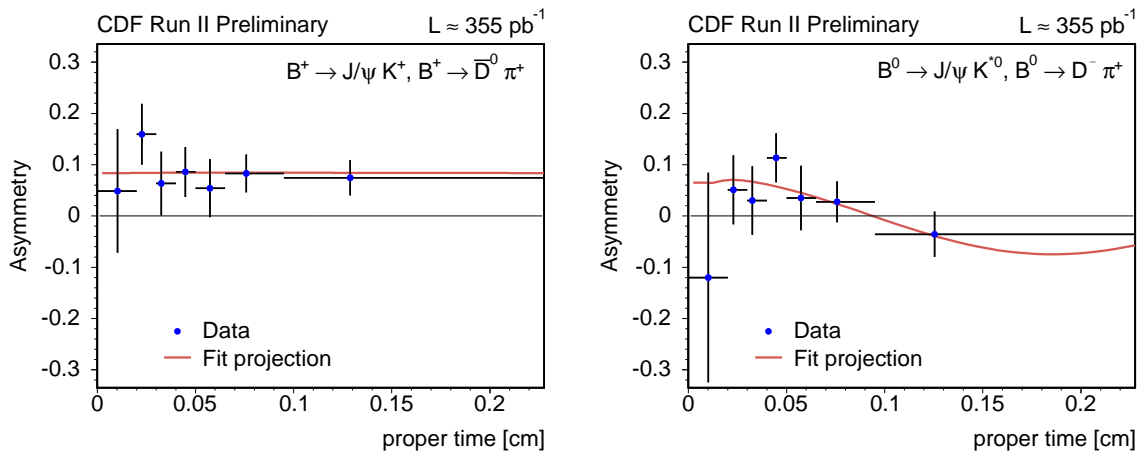 CDF Run II Preliminary L ≈ 355 pb⁻¹
B⁺ → J/ψ K⁺, B⁺ → D̅⁰ π⁺
Asymmetry
0.3
0.2
0.1
0
-0.1
-0.2
-0.3
Data
Fit projection
0 0.05 0.1 0.15 0.2
proper time [cm]
CDF Run II Preliminary L ≈ 355 pb⁻¹
B⁰ → J/ψ K*⁰, B⁰ → D⁻ π⁺
Asymmetry
0.3
0.2
0.1
0
-0.1
-0.2
-0.3
Data
Fit projection
0 0.05 0.1 0.15 0.2
proper time [cm]